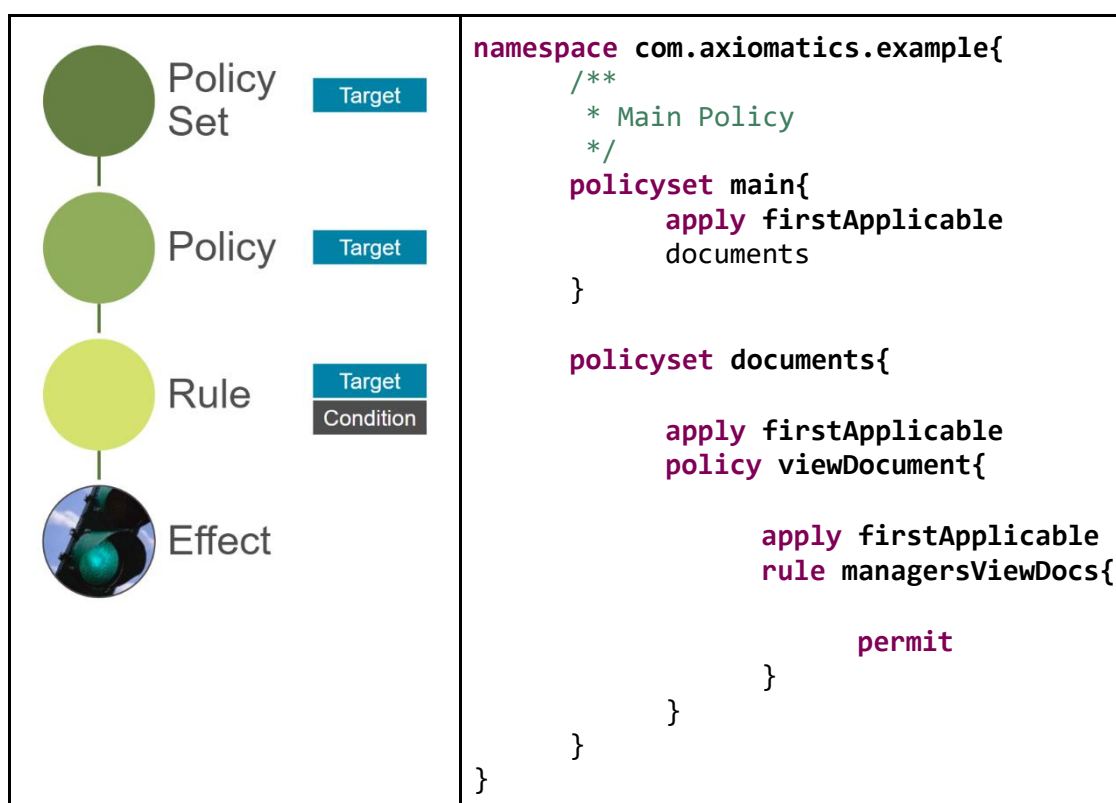 Policy
Set
Target
Policy
Target
Rule
Target
Condition
Effect
namespace com.axiomatics.example{
/**
* Main Policy
*/
policyset main{
apply firstApplicable
documents
}
policyset documents{
apply firstApplicable
policy viewDocument{
apply firstApplicable
rule managersViewDocs{
permit
}
}
}
}